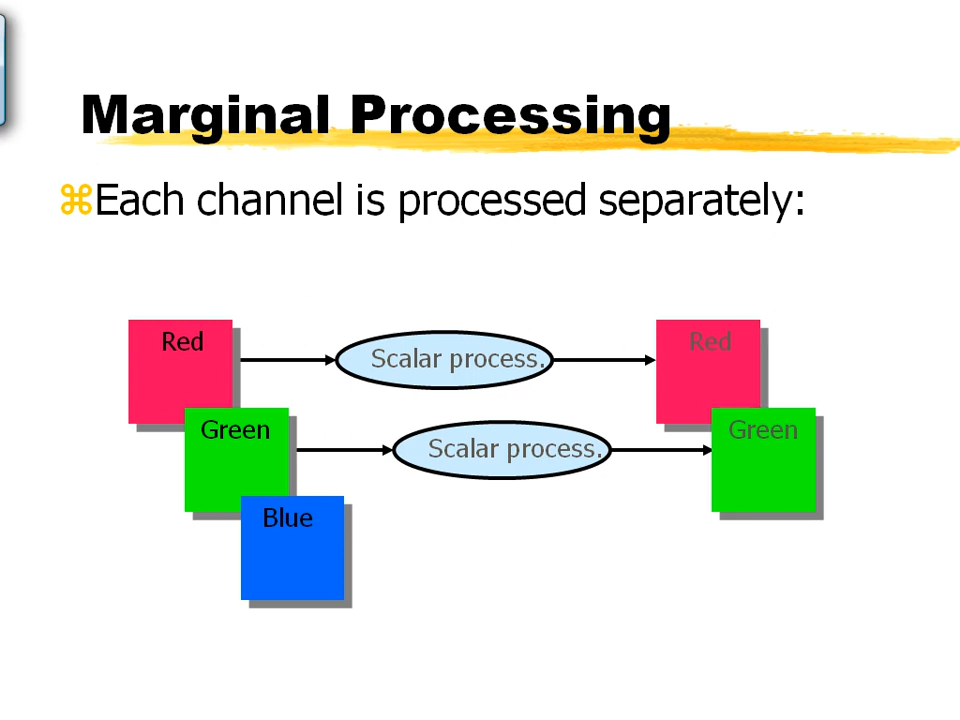 Marginal Processing
Each channel is processed separately:
Red Scalar process. Red
Green Scalar process. Green
Blue